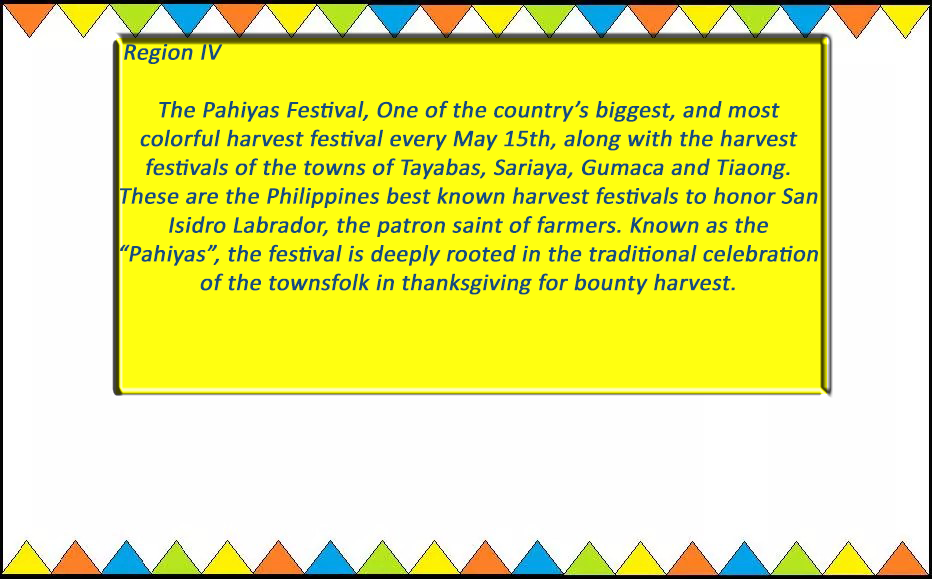 Region IV
The Pahiyas Festival, One of the country’s biggest, and most
colorful harvest festival every May 15th, along with the harvest
festivals of the towns of Tayabas, Sariaya, Gumaca and Tiaong.
These are the Philippines best known harvest festivals to honor San
Isidro Labrador, the patron saint of farmers. Known as the
“Pahiyas”, the festival is deeply rooted in the traditional celebration
of the townsfolk in thanksgiving for bounty harvest.